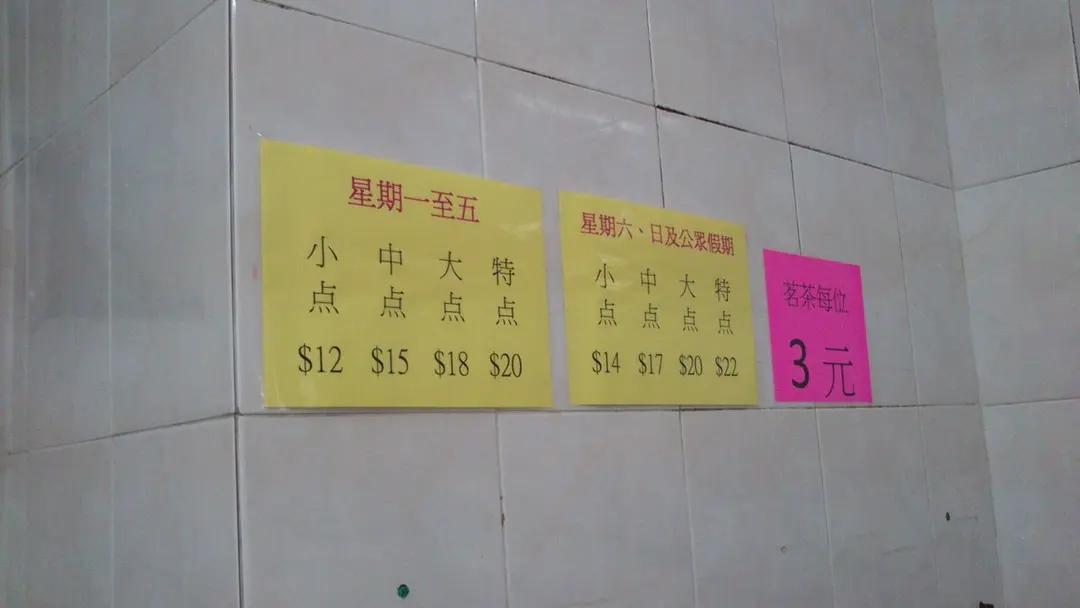 星期一至五
小点 中点 大点 特点
$12 $15 $18 $20
星期六、日及公眾假期
小点 中点 大点 特点
$14 $17 $20 $22
茗茶每位
3元